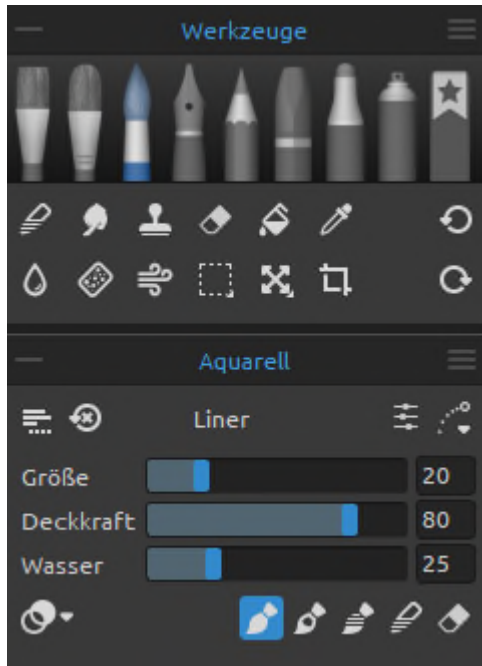 Werkzeuge
Aquarell
Liner
Größe 20
Deckkraft 80
Wasser 25